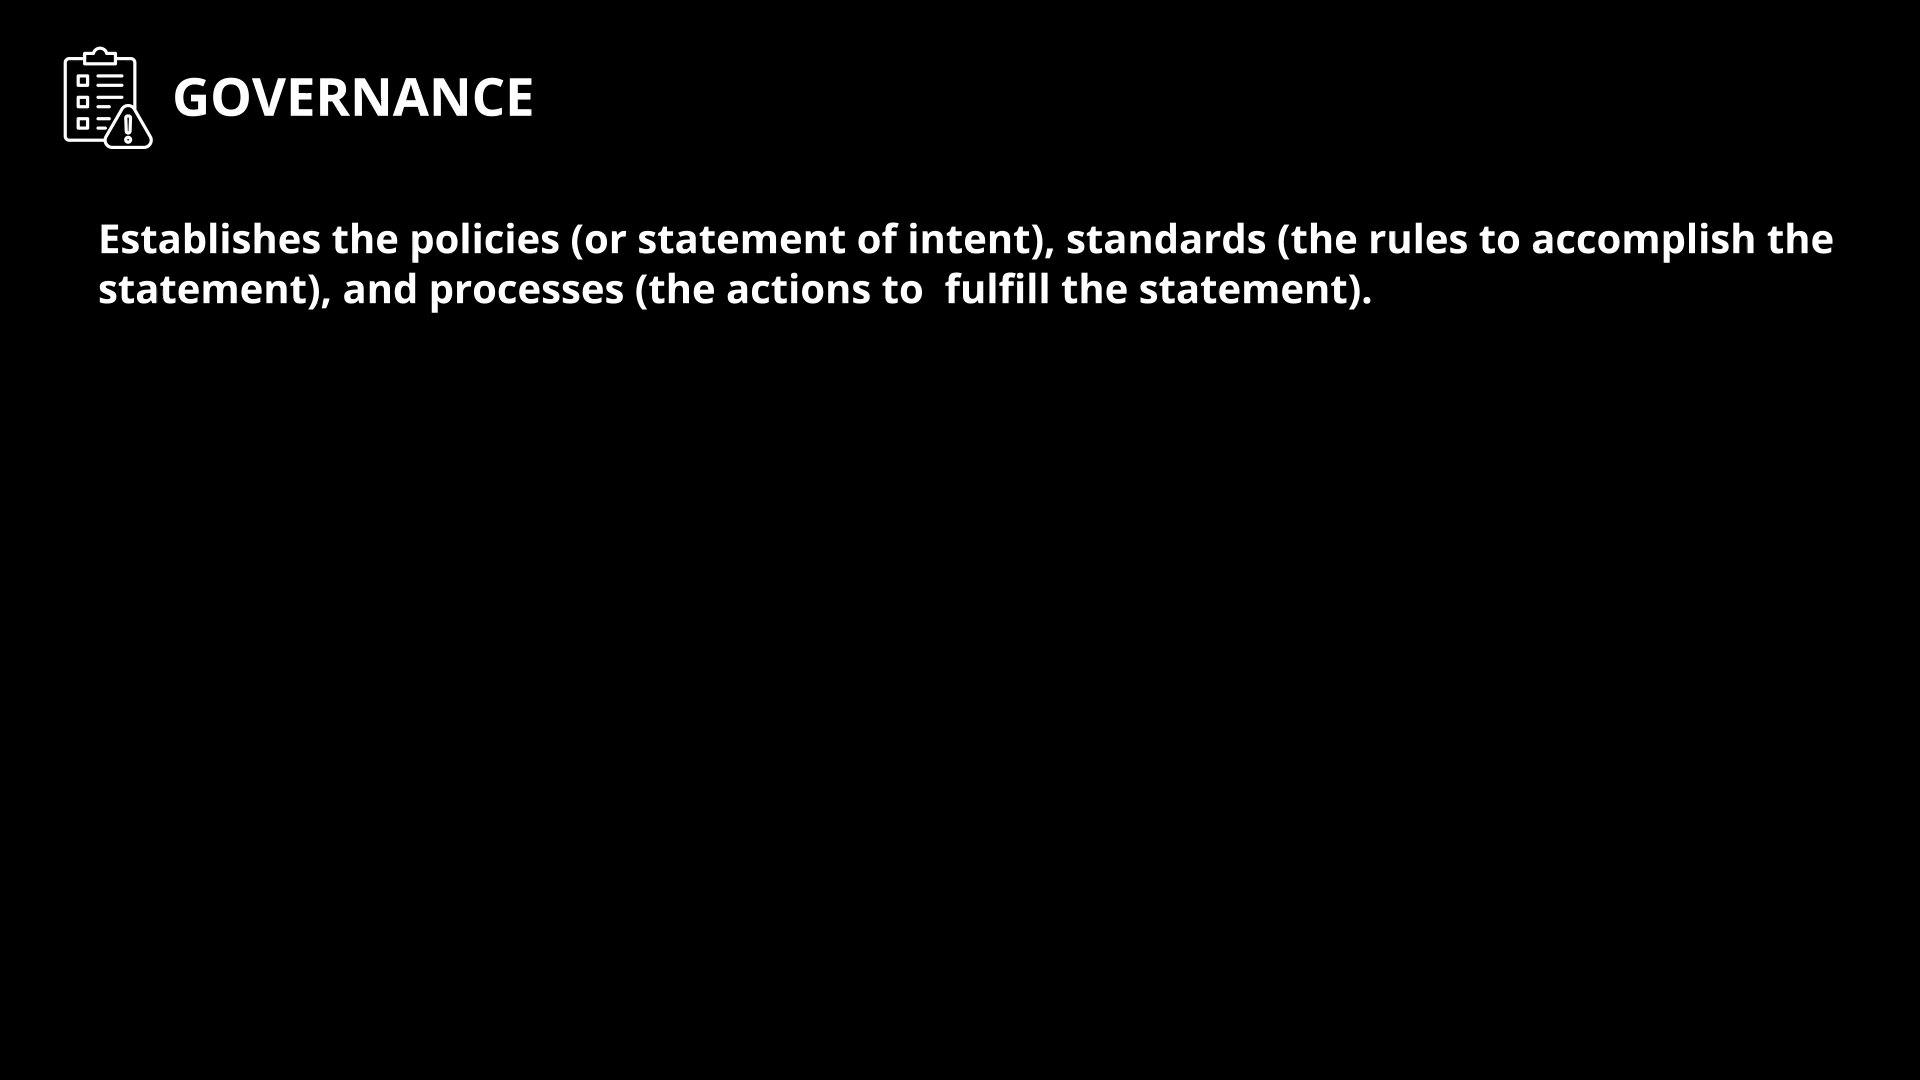 GOVERNANCE
Establishes the policies (or statement of intent), standards (the rules to accomplish the
statement), and processes (the actions to  fulfill the statement).